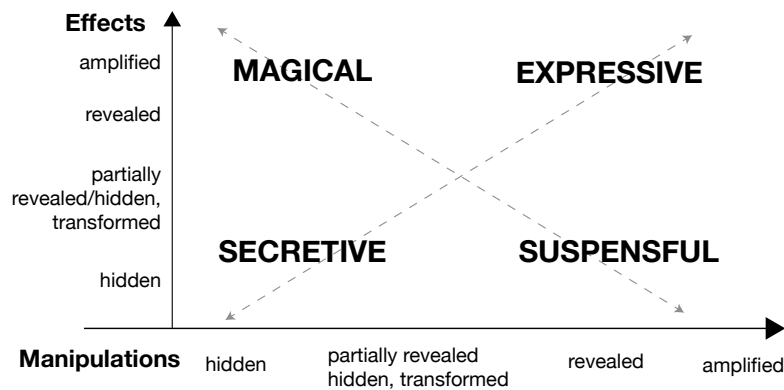 Effects
amplified
MAGICAL EXPRESSIVE
revealed
partially
revealed/hidden,
transformed
SECRETIVE SUSPENSFUL
hidden
Manipulations hidden partially revealed revealed amplified
hidden, transformed